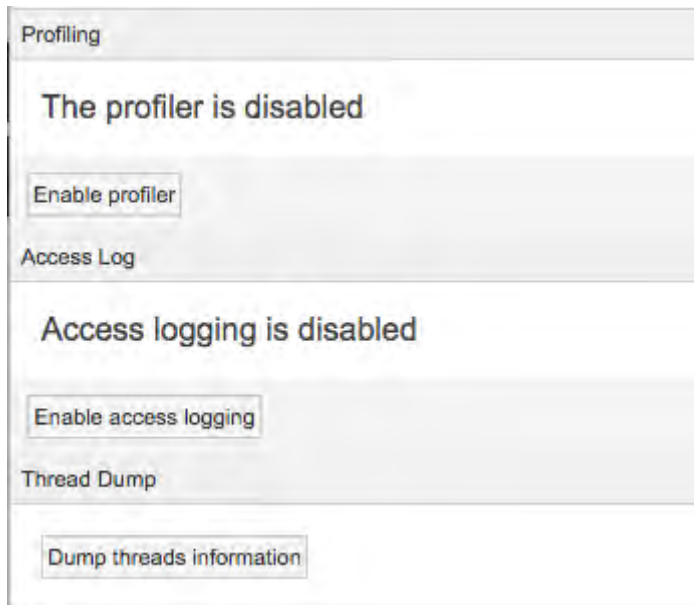 Profiling
The profiler is disabled
Enable profiler
Access Log
Access logging is disabled
Enable access logging
Thread Dump
Dump threads information